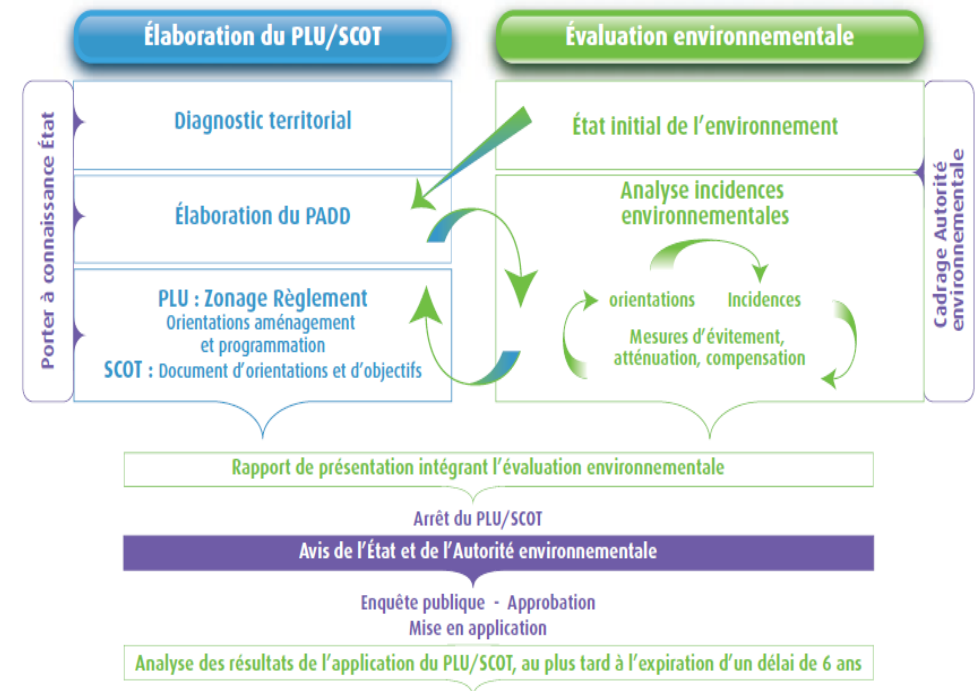 Élaboration du PLU/SCOT
Évaluation environnementale
Porter à connaissance État
Diagnostic territorial
Élaboration du PADD
PLU : Zonage Règlement
Orientations aménagement
et programmation
SCOT : Document d'orientations et d'objectifs
État initial de l'environnement
Analyse incidences
environnementales
orientations
Incidences
Mesures d'évitement,
atténuation, compensation
Cadrage Autorité
environnementale
Rapport de présentation intégrant l'évaluation environnementale
Arrêt du PLU/SCOT
Avis de l'État et de l'Autorité environnementale
Enquête publique - Approbation
Mise en application
Analyse des résultats de l'application du PLU/SCOT, au plus tard à l'expiration d'un délai de 6 ans